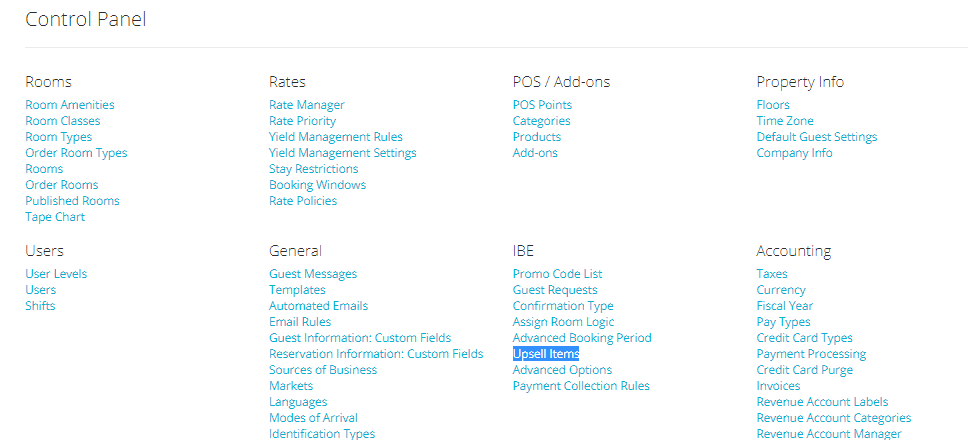 Control Panel
Rooms
Room Amenities
Room Classes
Room Types
Order Room Types
Rooms
Order Rooms
Published Rooms
Tape Chart
Rates
Rate Manager
Rate Priority
Yield Management Rules
Yield Management Settings
Stay Restrictions
Booking Windows
Rate Policies
POS / Add-ons
POS Points
Categories
Products
Add-ons
Property Info
Floors
Time Zone
Default Guest Settings
Company Info
Users
User Levels
Users
Shifts
General
Guest Messages
Templates
Automated Emails
Email Rules
Guest Information: Custom Fields
Reservation Information: Custom Fields
Sources of Business
Markets
Languages
Modes of Arrival
Identification Types
IBE
Promo Code List
Guest Requests
Confirmation Type
Assign Room Logic
Advanced Booking Period
Upsell Items
Advanced Options
Payment Collection Rules
Accounting
Taxes
Currency
Fiscal Year
Pay Types
Credit Card Types
Payment Processing
Credit Card Purge
Invoices
Revenue Account Labels
Revenue Account Categories
Revenue Account Manager